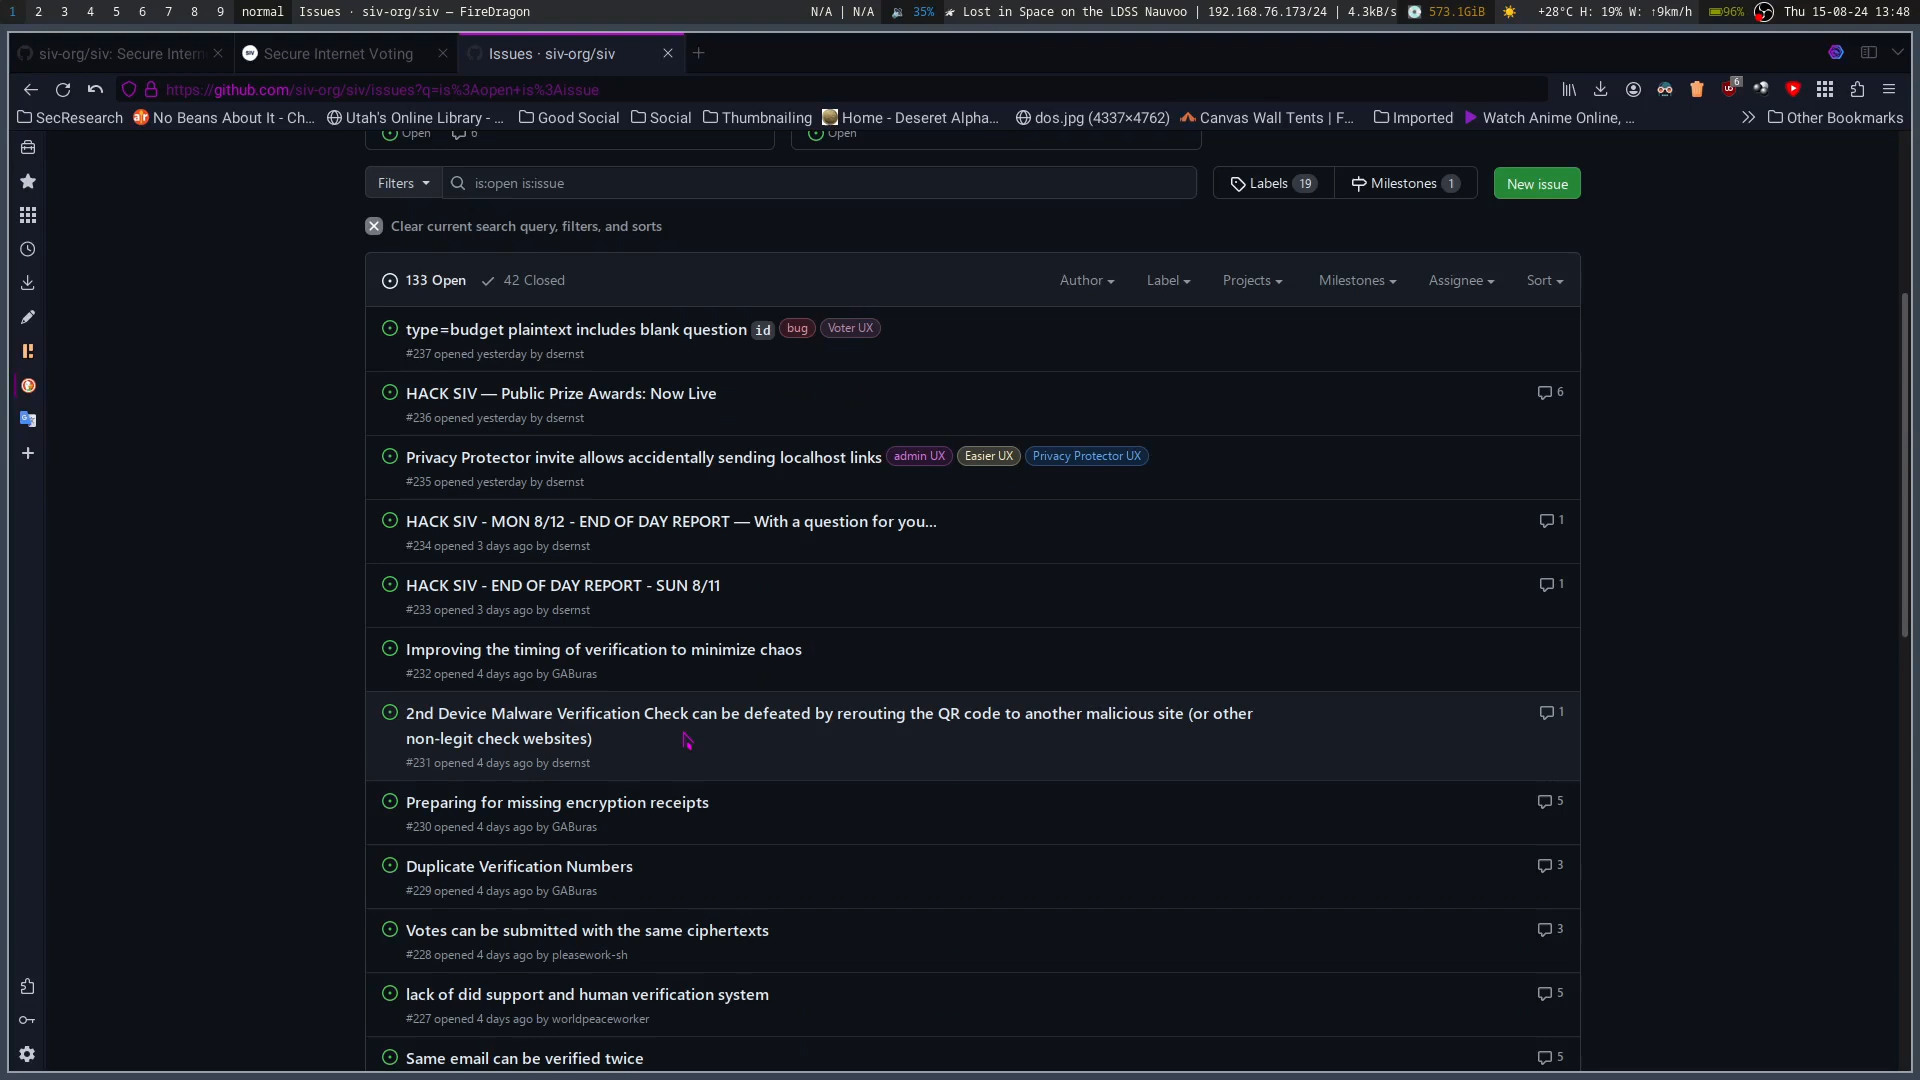 1 2 3 4 5 6 7 8 9 normal Issues · siv-org/siv — FireDragon N/A | N/A 35% Lost in Space on the LDSS Nauvoo | 192.168.76.173/24 | 4.3kB/s 573.1GiB +28°C H: 19% W: ↑9km/h 96% Thu 15-08-24 13:48
siv-org/siv: Secure Intern Secure Internet Voting Issues · siv-org/siv
https://github.com/siv-org/siv/issues?q=is%3Aopen+is%3Aissue 6
SecResearch No Beans About It - Ch... Utah's Online Library - ... Good Social Social Thumbnailing Home - Deseret Alpha... dos.jpg (4337×4762) Canvas Wall Tents | F... Imported Watch Anime Online, ... Other Bookmarks
Open 6 Open
Filters is:open is:issue Labels 19 Milestones 1 New issue
Clear current search query, filters, and sorts
133 Open 42 Closed Author Label Projects Milestones Assignee Sort
type=budget plaintext includes blank question id bug Voter UX
#237 opened yesterday by dsernst
HACK SIV — Public Prize Awards: Now Live 6
#236 opened yesterday by dsernst
Privacy Protector invite allows accidentally sending localhost links admin UX Easier UX Privacy Protector UX
#235 opened yesterday by dsernst
HACK SIV - MON 8/12 - END OF DAY REPORT — With a question for you... 1
#234 opened 3 days ago by dsernst
HACK SIV - END OF DAY REPORT - SUN 8/11 1
#233 opened 3 days ago by dsernst
Improving the timing of verification to minimize chaos
#232 opened 4 days ago by GABuras
2nd Device Malware Verification Check can be defeated by rerouting the QR code to another malicious site (or other 1
non-legit check websites)
#231 opened 4 days ago by dsernst
Preparing for missing encryption receipts 5
#230 opened 4 days ago by GABuras
Duplicate Verification Numbers 3
#229 opened 4 days ago by GABuras
Votes can be submitted with the same ciphertexts 3
#228 opened 4 days ago by pleasework-sh
lack of did support and human verification system 5
#227 opened 4 days ago by worldpeaceworker
Same email can be verified twice 5